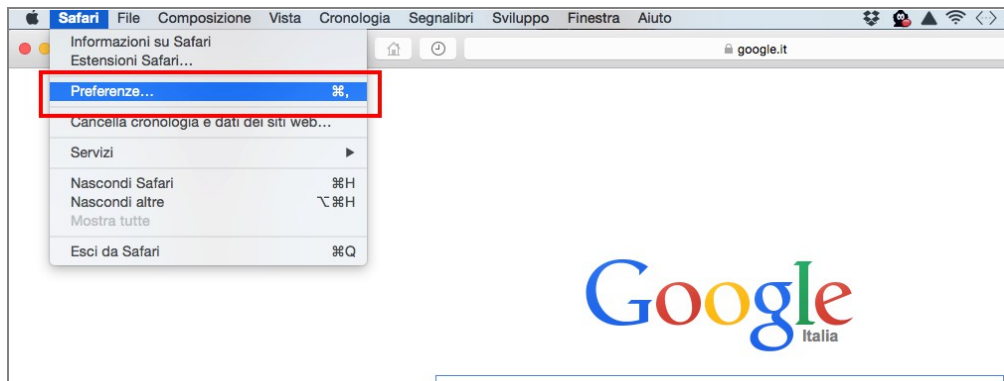 Safari File Composizione Vista Cronologia Segnalibri Sviluppo Finestra Aiuto
google.it
Informazioni su Safari
Estensioni Safari...
Preferenze... ⌘,
Cancella cronologia e dati dei siti web...
Servizi ▶
Nascondi Safari ⌘H
Nascondi altre ⌥⌘H
Mostra tutte
Esci da Safari ⌘Q
Google
Italia